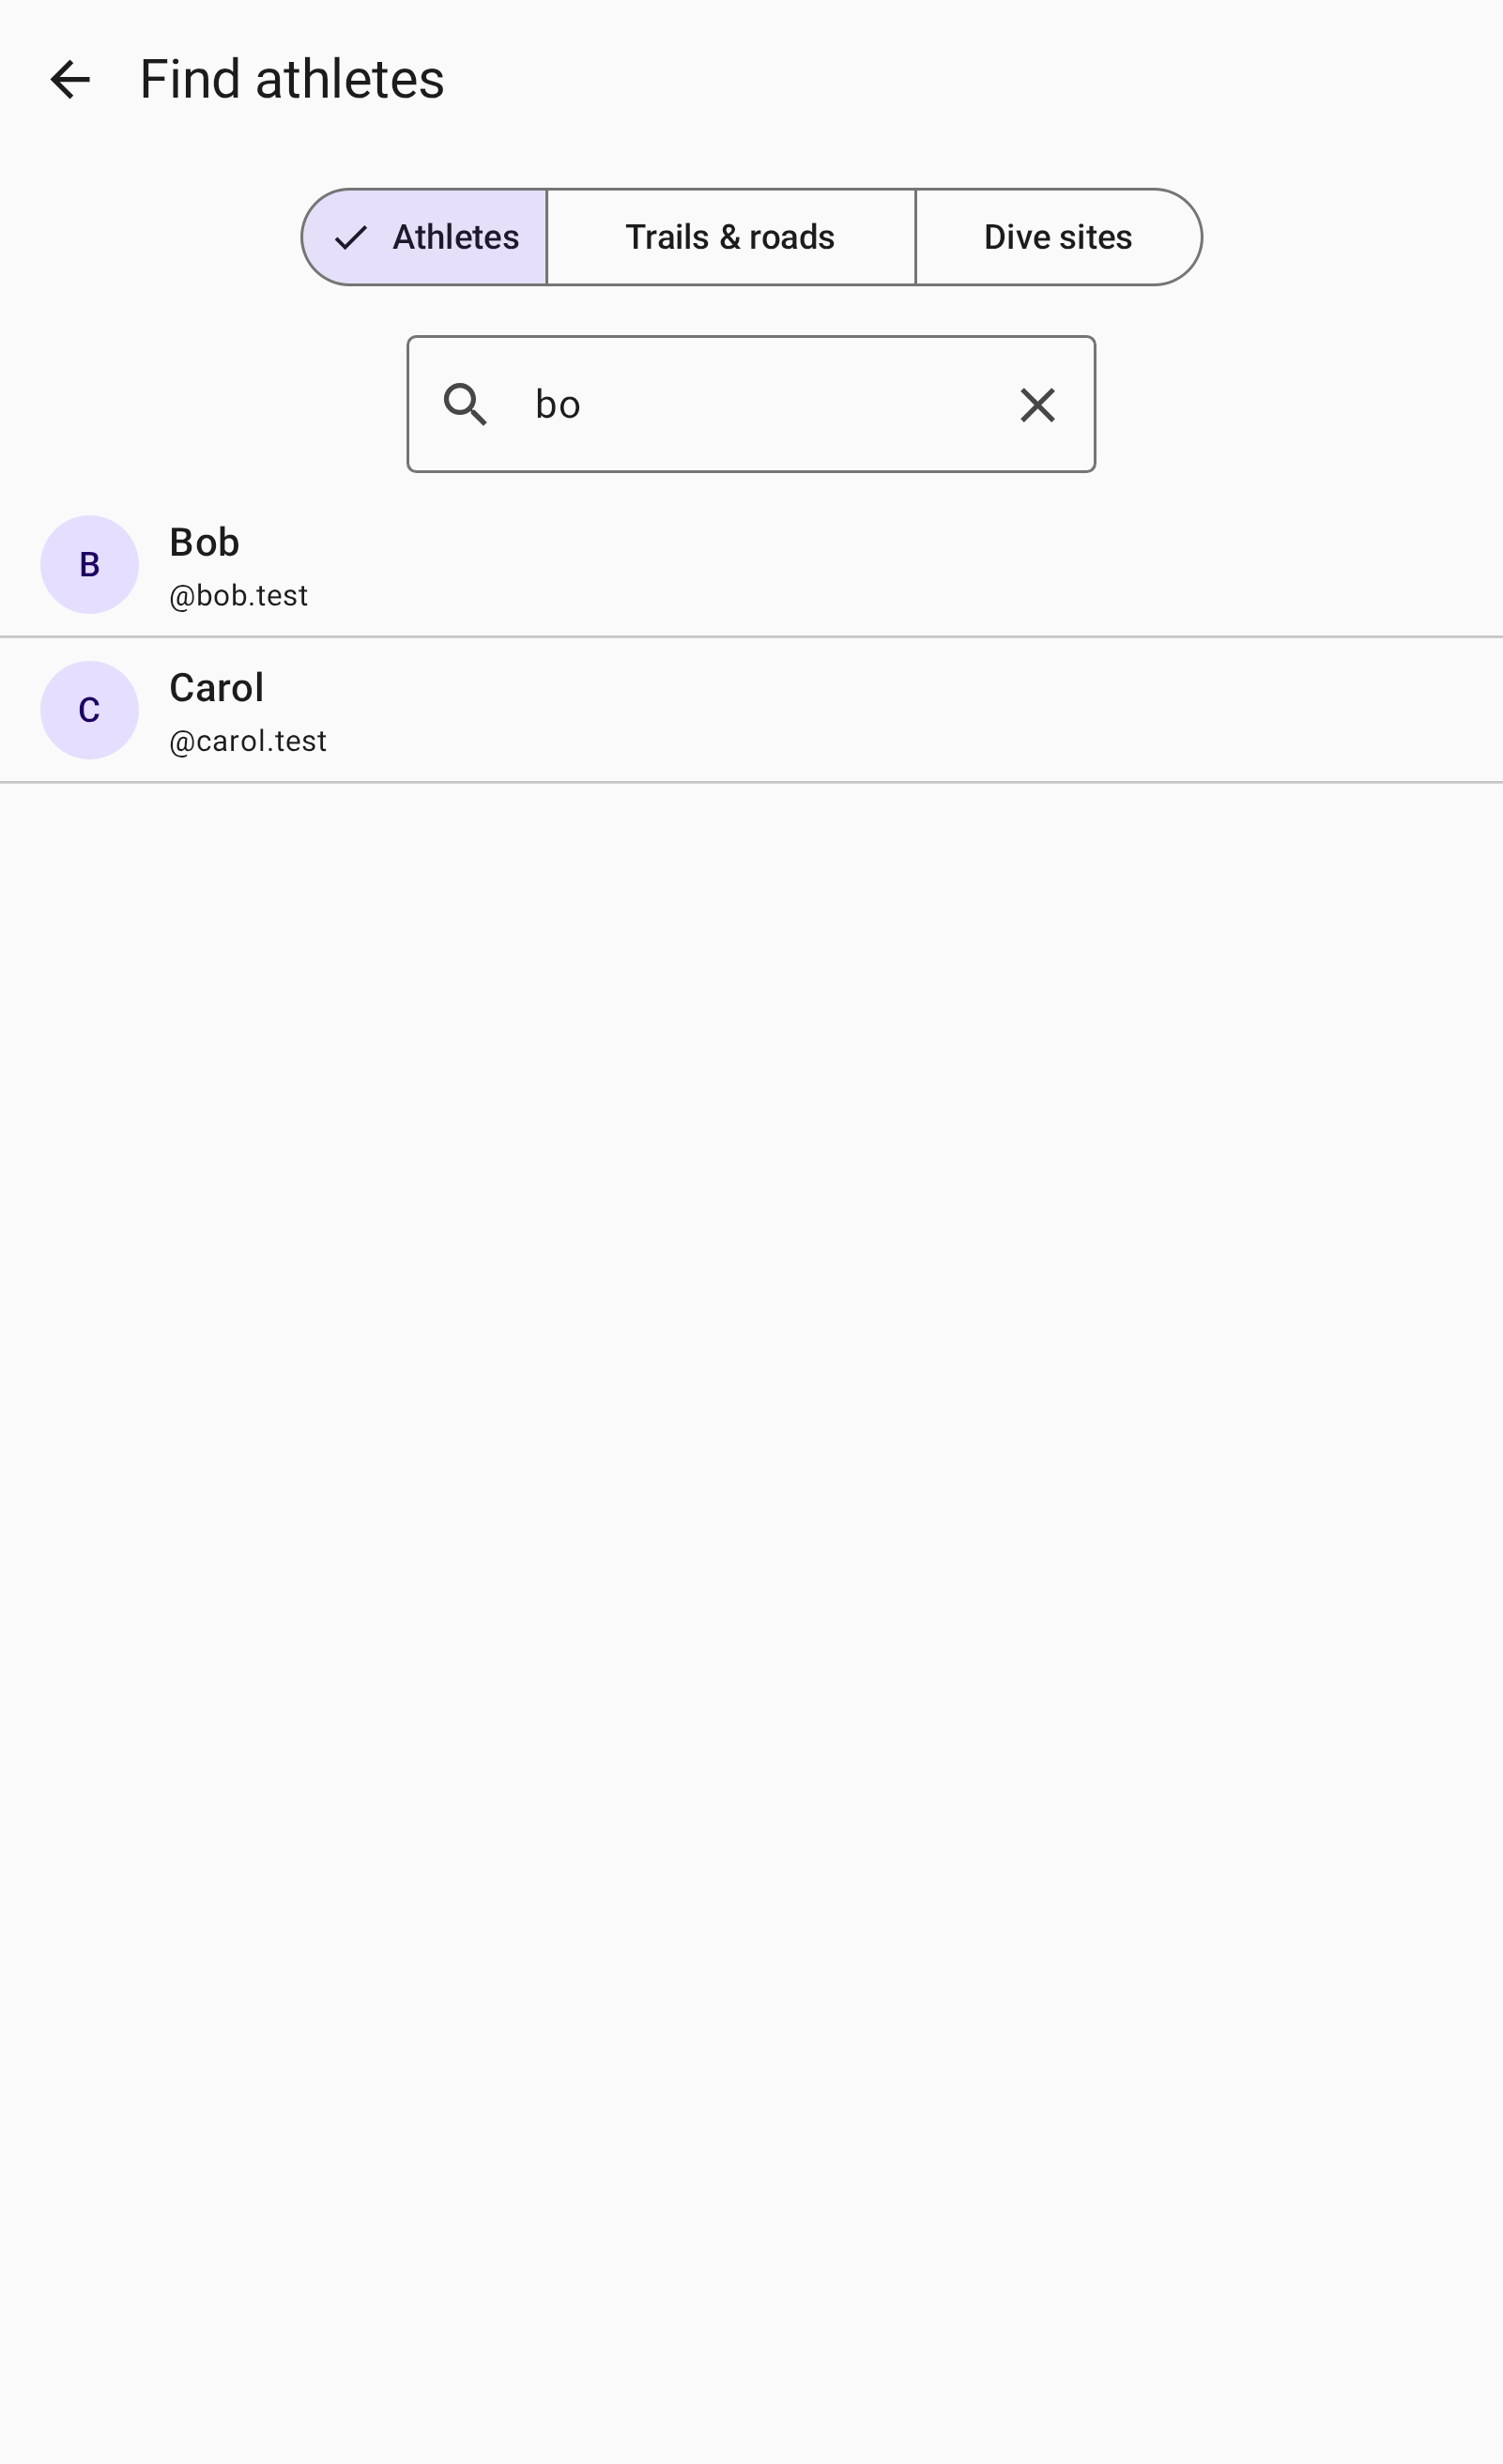 Find athletes
Athletes
Trails & roads
Dive sites
bo
B
Bob
@bob.test
C
Carol
@carol.test